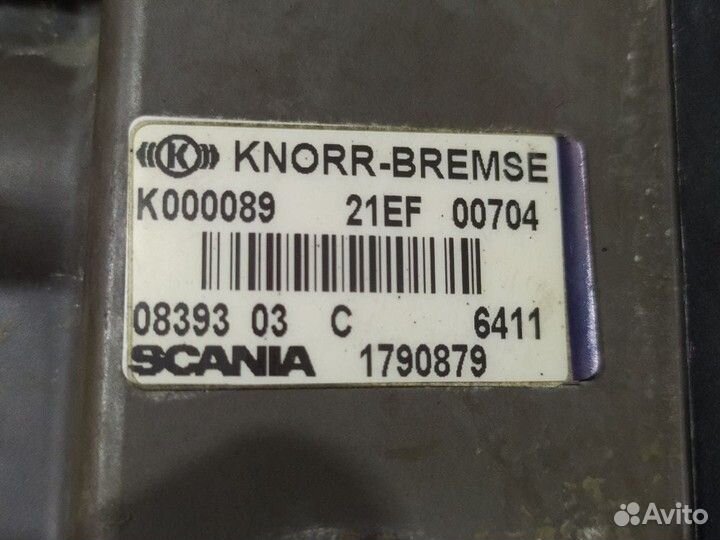 K KNORR-BREMSE
K000089 21EF 00704
08393 03 C 6411
SCANIA 1790879
Avito